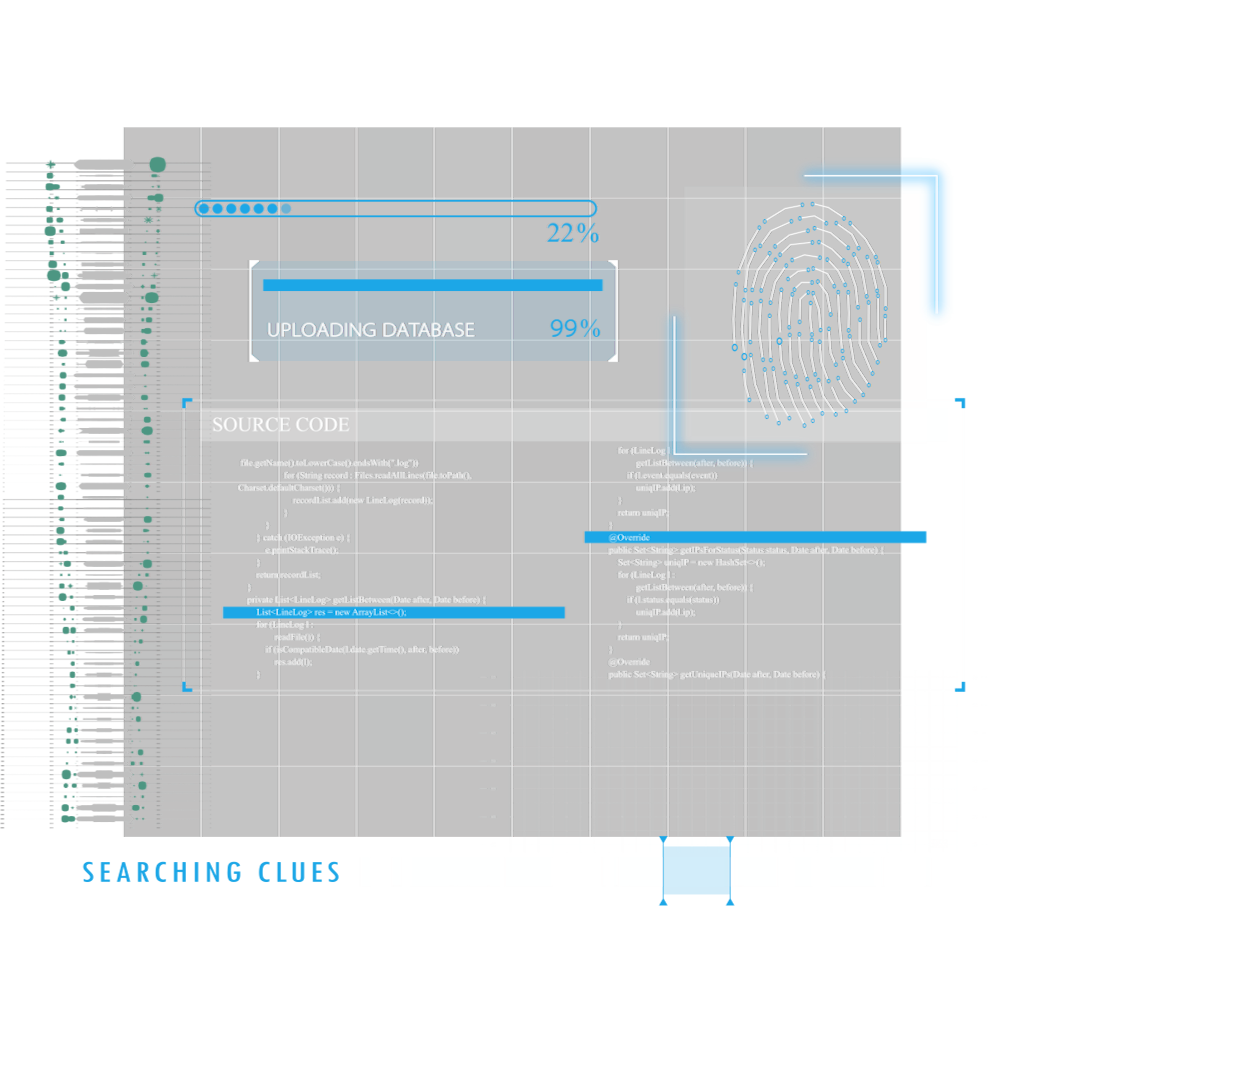 22%
UPLOADING DATABASE 99%
SOURCE CODE
file.getName().toLowerCase().endsWith(".log"))
for (String record : Files.readAllLines(file.toPath(),
Charset.defaultCharset())) {
recordList.add(new LineLog(record));
}
}
} catch (IOException e) {
e.printStackTrace();
}
return recordList;
}
private List<LineLog> getListBetween(Date after, Date before) {
List<LineLog> res = new ArrayList<>();
for (LineLog l :
readFile()) {
if (isCompatibleDate(l.date.getTime(), after, before))
res.add(l);
}
for (LineLog l
getListBetween(after, before)) {
if (l.event.equals(event))
uniqIP.add(l.ip);
}
return uniqIP;
}
@Override
public Set<String> getIPsForStatus(Status status, Date after, Date before) {
Set<String> uniqIP = new HashSet<>();
for (LineLog l :
getListBetween(after, before)) {
if (l.status.equals(status))
uniqIP.add(l.ip);
}
return uniqIP;
}
@Override
public Set<String> getUniqueIPs(Date after, Date before) {
SEARCHING CLUES